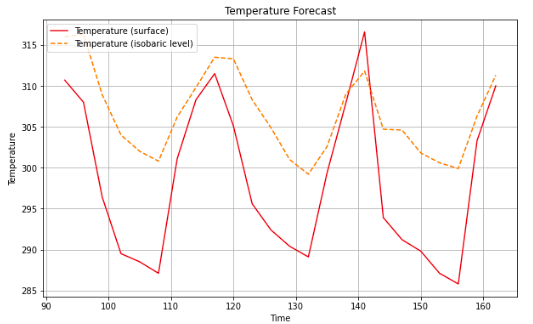 Temperature Forecast
Temperature (surface)
Temperature (isobaric level)
315
310
305
300
295
290
285
Temperature
90 100 110 120 130 140 150 160
Time